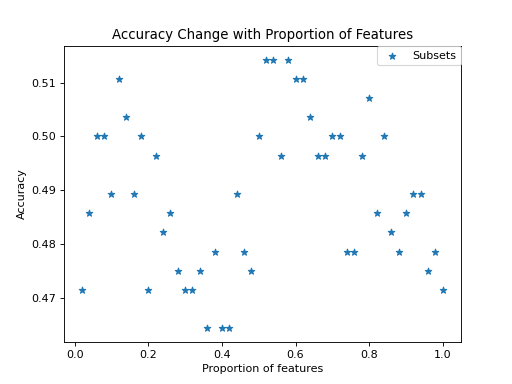 Accuracy Change with Proportion of Features
Subsets
0.51
0.50
0.49
0.48
0.47
Accuracy
0.0 0.2 0.4 0.6 0.8 1.0
Proportion of features